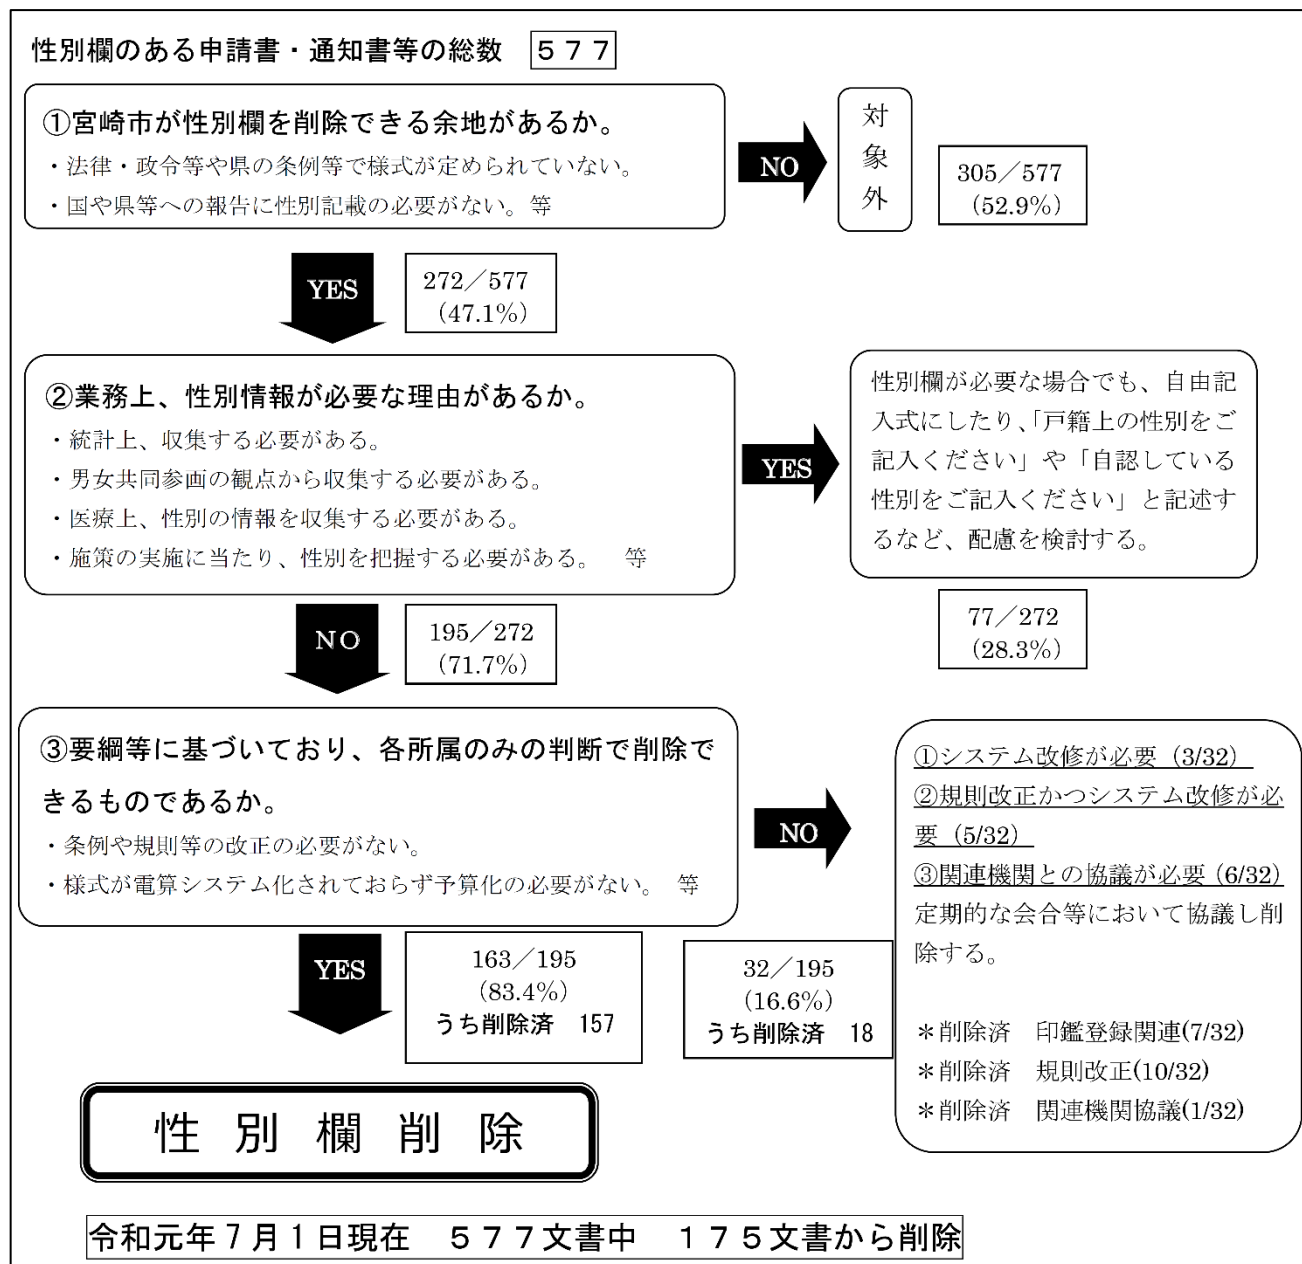 性別欄のある申請書・通知書等の総数　５７７
①宮崎市が性別欄を削除できる余地があるか。
・法律・政令等や県の条例等で様式が定められていない。
・国や県等への報告に性別記載の必要がない。等
NO
対象外
305／577
（52.9%）
YES
272／577
（47.1%）
②業務上、性別情報が必要な理由があるか。
・統計上、収集する必要がある。
・男女共同参画の観点から収集する必要がある。
・医療上、性別の情報を収集する必要がある。
・施策の実施に当たり、性別を把握する必要がある。　等
YES
性別欄が必要な場合でも、自由記
入式にしたり、「戸籍上の性別をご
記入ください」や「自認している
性別をご記入ください」と記述す
るなど、配慮を検討する。
77／272
（28.3%）
ＮＯ
195／272
（71.7%）
③要綱等に基づいており、各所属のみの判断で削除で
きるものであるか。
・条例や規則等の改正の必要がない。
・様式が電算システム化されておらず予算化の必要がない。 等
NO
①システム改修が必要（3/32）
②規則改正かつシステム改修が必
要（5/32）
③関連機関との協議が必要（6/32）
定期的な会合等において協議し削
除する。
＊削除済　印鑑登録関連(7/32)
＊削除済　規則改正(10/32)
＊削除済　関連機関協議(1/32)
YES
163／195
(83.4%)
うち削除済　157
32／195
(16.6%)
うち削除済　18
性別欄削除
令和元年７月１日現在　５７７文書中　１７５文書から削除